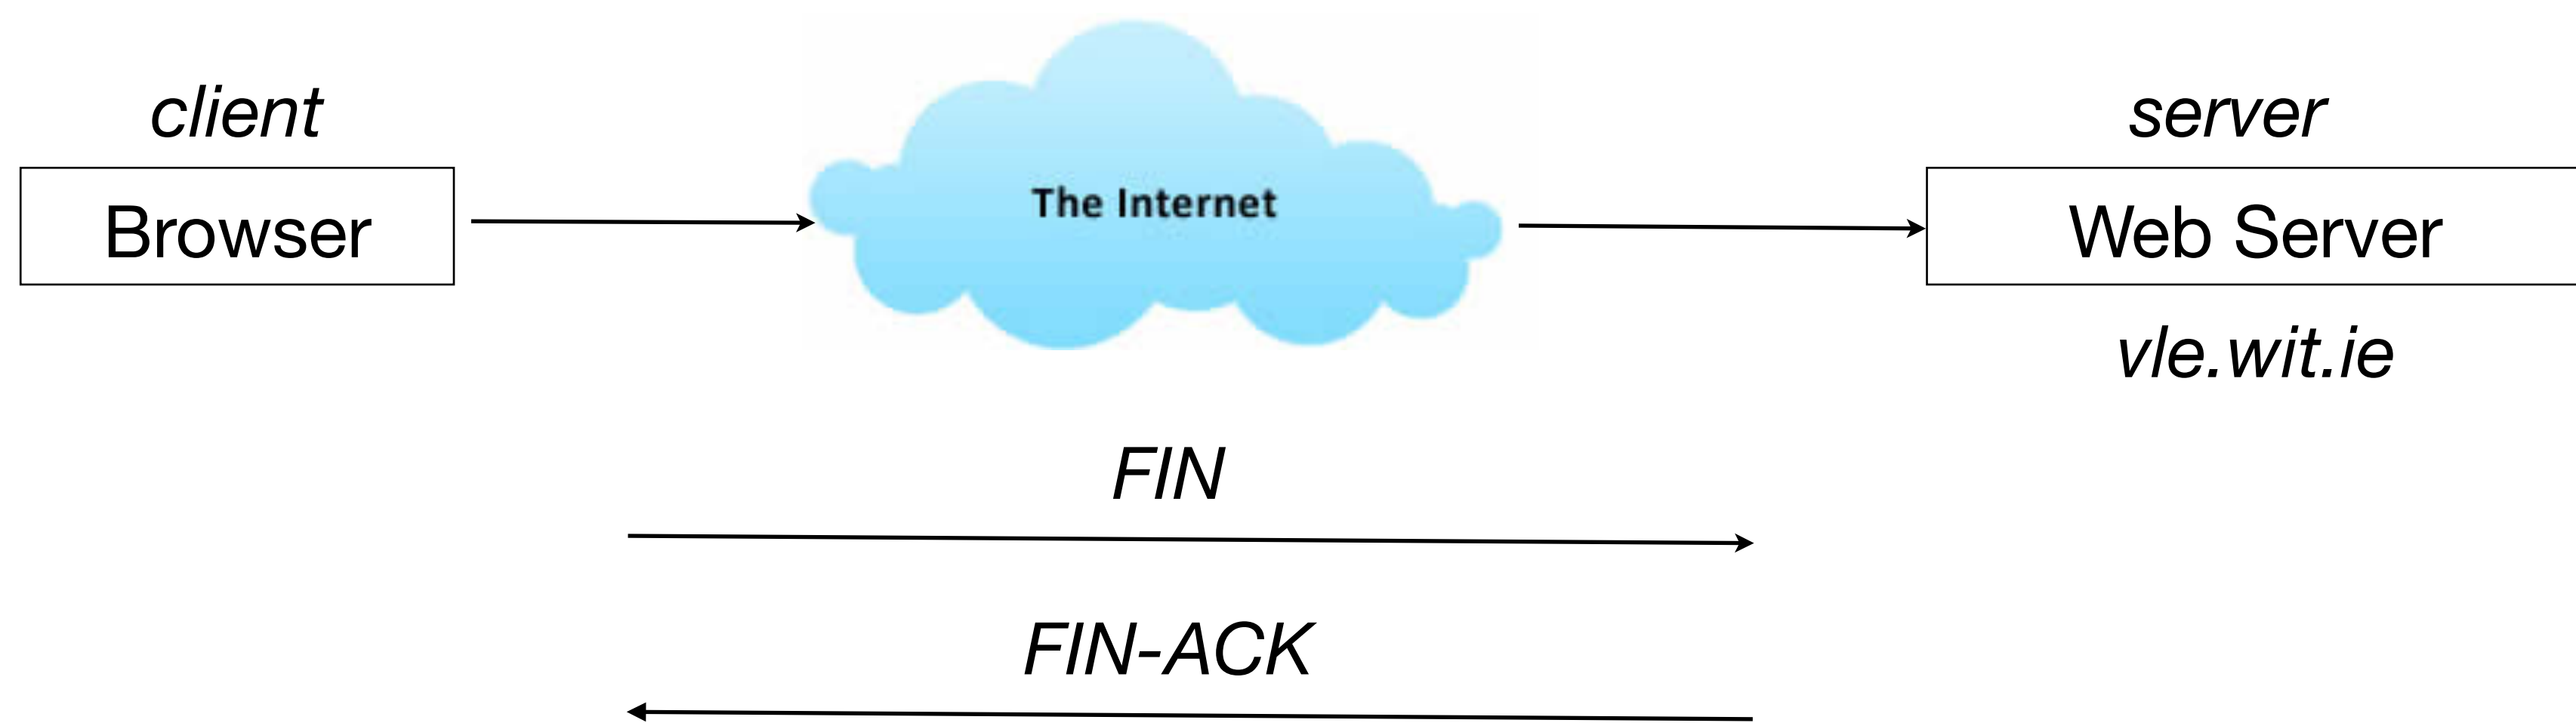 client
server
Browser
The Internet
Web Server
vle.wit.ie
FIN
FIN-ACK